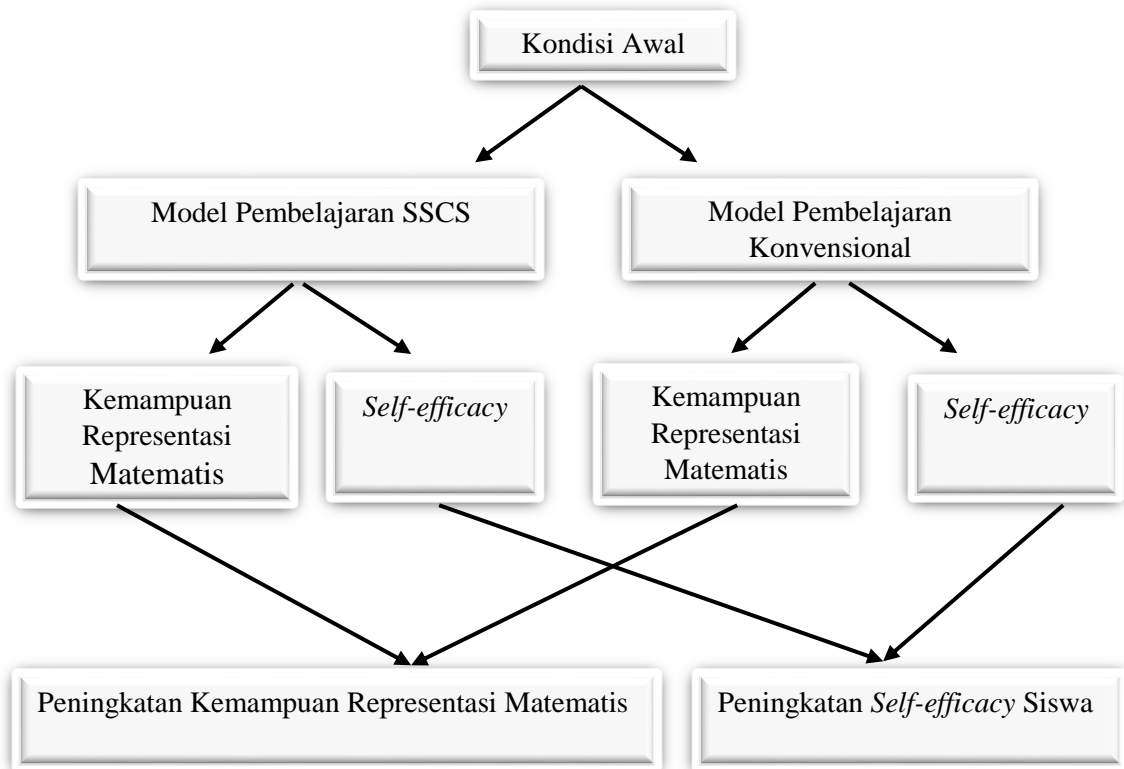 Kondisi Awal
Model Pembelajaran SSCS
Model Pembelajaran
Konvensional
Kemampuan
Representasi
Matematis
Self-efficacy
Kemampuan
Representasi
Matematis
Self-efficacy
Peningkatan Kemampuan Representasi Matematis
Peningkatan Self-efficacy Siswa